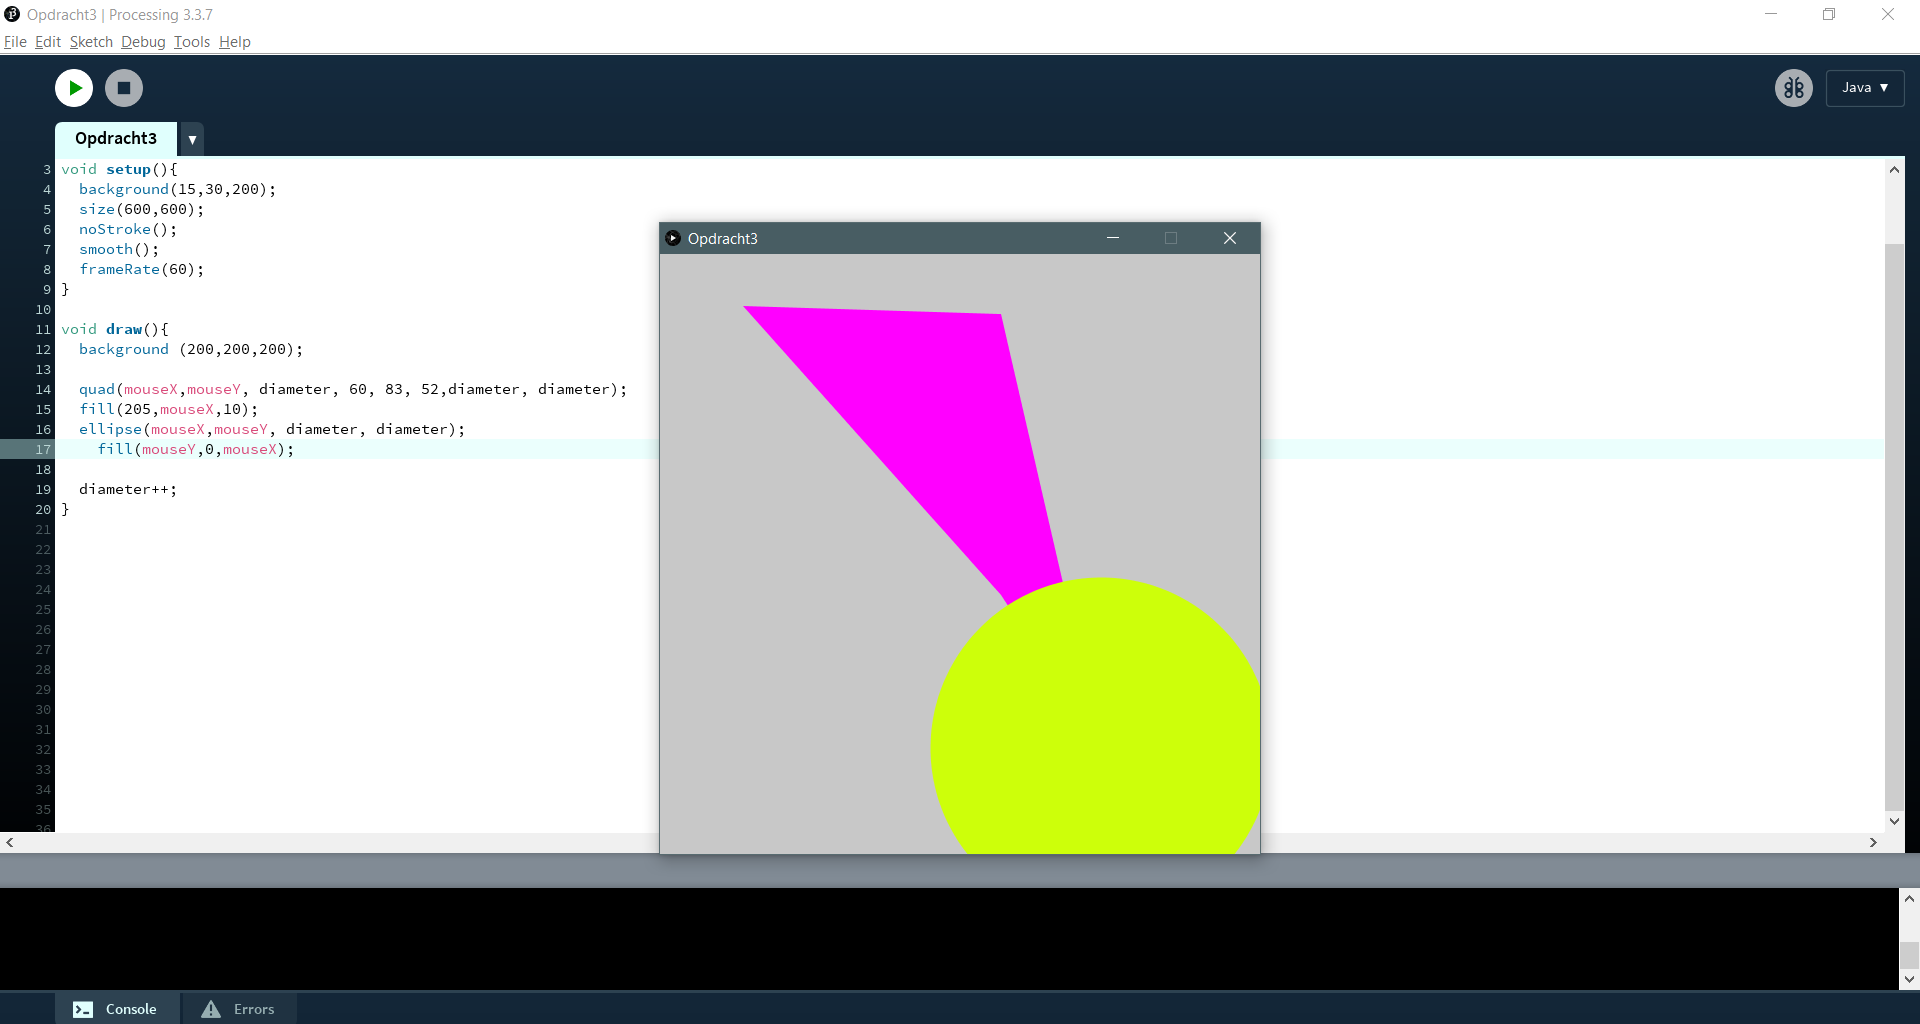 Opdracht3 | Processing 3.3.7
File Edit Sketch Debug Tools Help
Java ▼
Opdracht3 ▼
3 void setup(){
4 background(15,30,200);
5 size(600,600);
6 noStroke();
7 smooth();
8 frameRate(60);
9 }
10
11 void draw(){
12 background (200,200,200);
13
14 quad(mouseX,mouseY, diameter, 60, 83, 52,diameter, diameter);
15 fill(205,mouseX,10);
16 ellipse(mouseX,mouseY, diameter, diameter);
17 fill(mouseY,0,mouseX);
18
19 diameter++;
20 }
21
22
23
24
25
26
27
28
29
30
31
32
33
34
35
36
Opdracht3
Console Errors